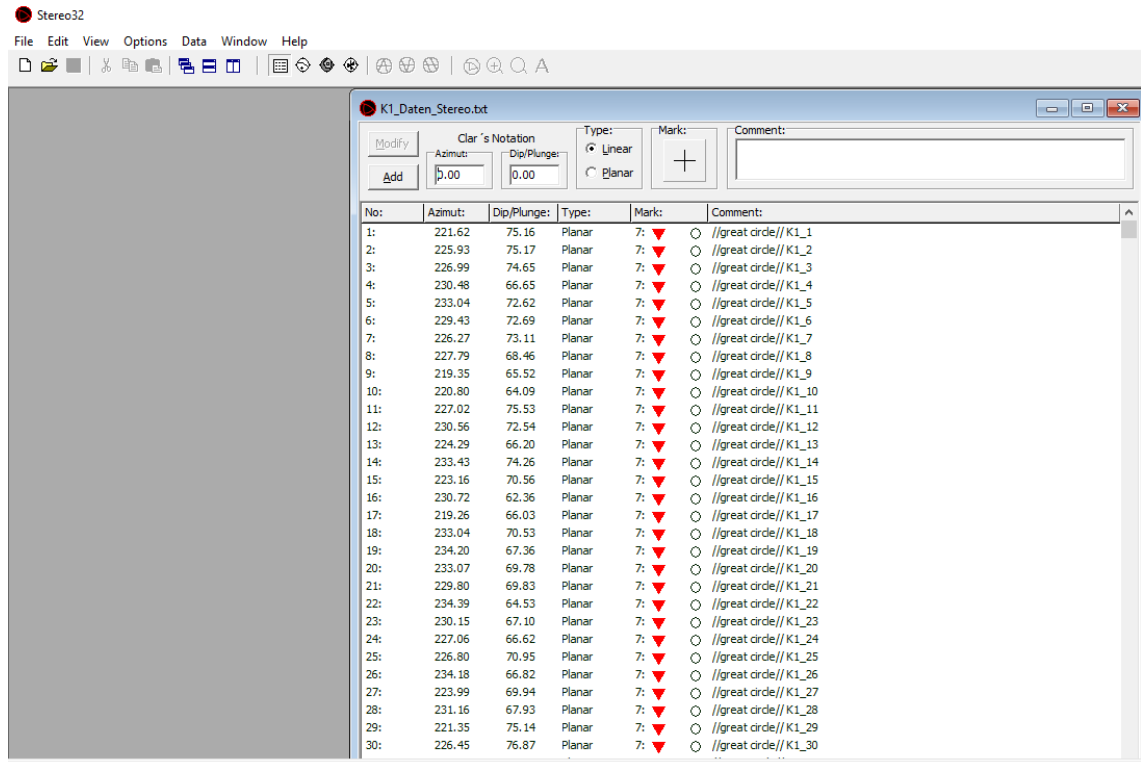 Stereo32
File Edit View Options Data Window Help
K1_Daten_Stereo.txt
Modify Clar ´s Notation Type: Mark: Comment:
Azimut: Dip/Plunge: Linear
Add 0.00 0.00 Planar
No: Azimut: Dip/Plunge: Type: Mark: Comment:
1: 221.62 75.16 Planar 7: //great circle// K1_1
2: 225.93 75.17 Planar 7: //great circle// K1_2
3: 226.99 74.65 Planar 7: //great circle// K1_3
4: 230.48 66.65 Planar 7: //great circle// K1_4
5: 233.04 72.62 Planar 7: //great circle// K1_5
6: 229.43 72.69 Planar 7: //great circle// K1_6
7: 226.27 73.11 Planar 7: //great circle// K1_7
8: 227.79 68.46 Planar 7: //great circle// K1_8
9: 219.35 65.52 Planar 7: //great circle// K1_9
10: 220.80 64.09 Planar 7: //great circle// K1_10
11: 227.02 75.53 Planar 7: //great circle// K1_11
12: 230.56 72.54 Planar 7: //great circle// K1_12
13: 224.29 66.20 Planar 7: //great circle// K1_13
14: 233.43 74.26 Planar 7: //great circle// K1_14
15: 223.16 70.56 Planar 7: //great circle// K1_15
16: 230.72 62.36 Planar 7: //great circle// K1_16
17: 219.26 66.03 Planar 7: //great circle// K1_17
18: 233.04 70.53 Planar 7: //great circle// K1_18
19: 234.20 67.36 Planar 7: //great circle// K1_19
20: 233.07 69.78 Planar 7: //great circle// K1_20
21: 229.80 69.83 Planar 7: //great circle// K1_21
22: 234.39 64.53 Planar 7: //great circle// K1_22
23: 230.15 67.10 Planar 7: //great circle// K1_23
24: 227.06 66.62 Planar 7: //great circle// K1_24
25: 226.80 70.95 Planar 7: //great circle// K1_25
26: 234.18 66.82 Planar 7: //great circle// K1_26
27: 223.99 69.94 Planar 7: //great circle// K1_27
28: 231.16 67.93 Planar 7: //great circle// K1_28
29: 221.35 75.14 Planar 7: //great circle// K1_29
30: 226.45 76.87 Planar 7: //great circle// K1_30